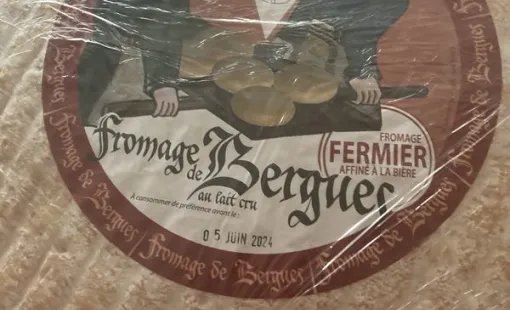 Fromage
de
Bergues
au lait cru
FROMAGE
FERMIER
AFFINÉ À LA BIÈRE
À consommer de préférence avant le :
05 JUIN 2024
Fromage de Bergues
Fromage de Bergues
Fromage de Bergues
Fromage de Bergues